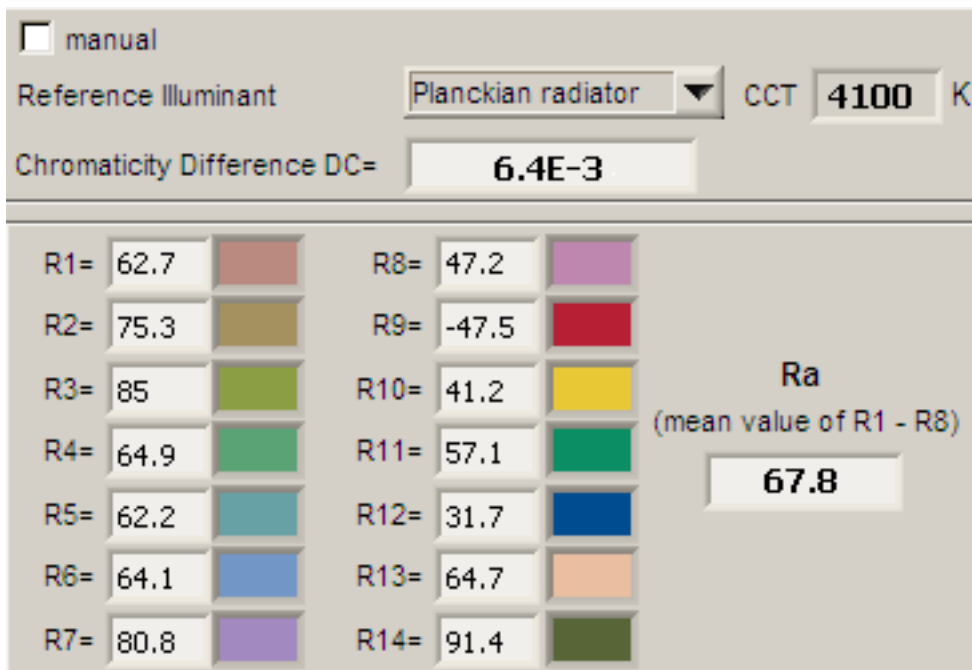 manual
Reference Illuminant Planckian radiator CCT 4100 K
Chromaticity Difference DC= 6.4E-3
R1= 62.7 R8= 47.2
R2= 75.3 R9= -47.5
R3= 85 R10= 41.2
R4= 64.9 R11= 57.1
R5= 62.2 R12= 31.7
R6= 64.1 R13= 64.7
R7= 80.8 R14= 91.4
Ra
(mean value of R1 - R8)
67.8